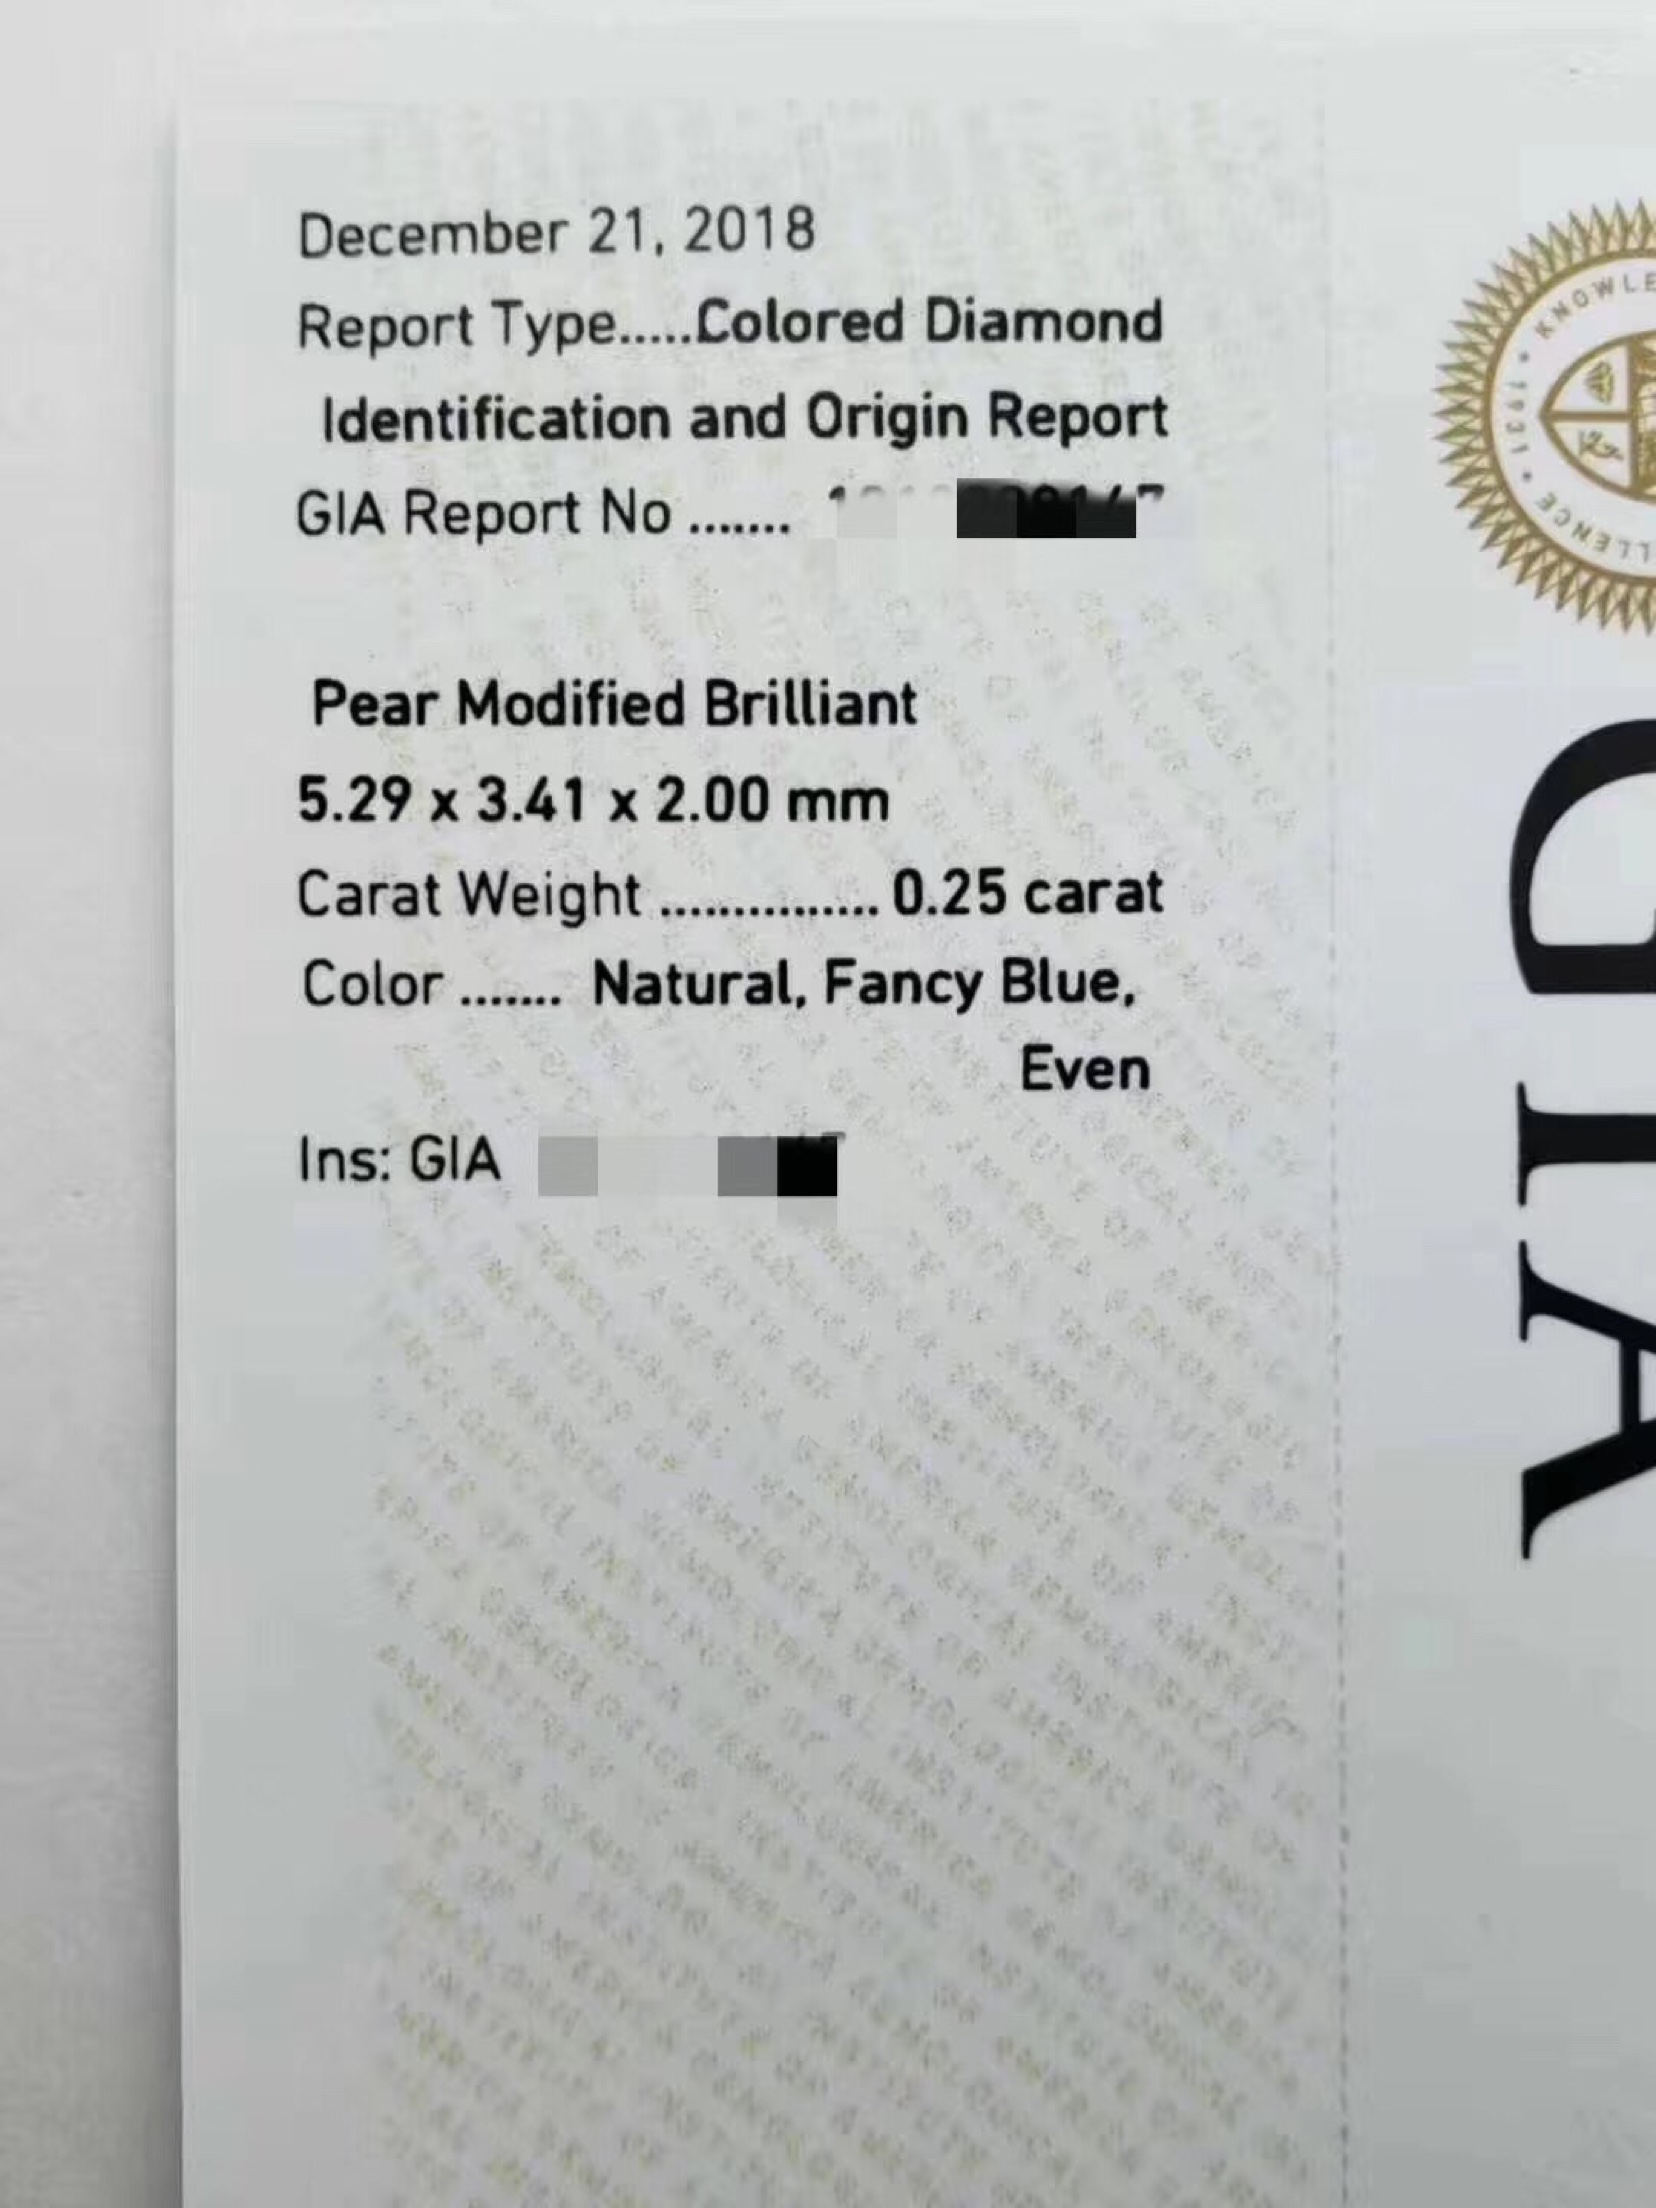 December 21, 2018
Report Type.....Colored Diamond
Identification and Origin Report
GIA Report No .......
Pear Modified Brilliant
5.29 x 3.41 x 2.00 mm
Carat Weight ............... 0.25 carat
Color ....... Natural, Fancy Blue,
Even
Ins: GIA
GIA
1931